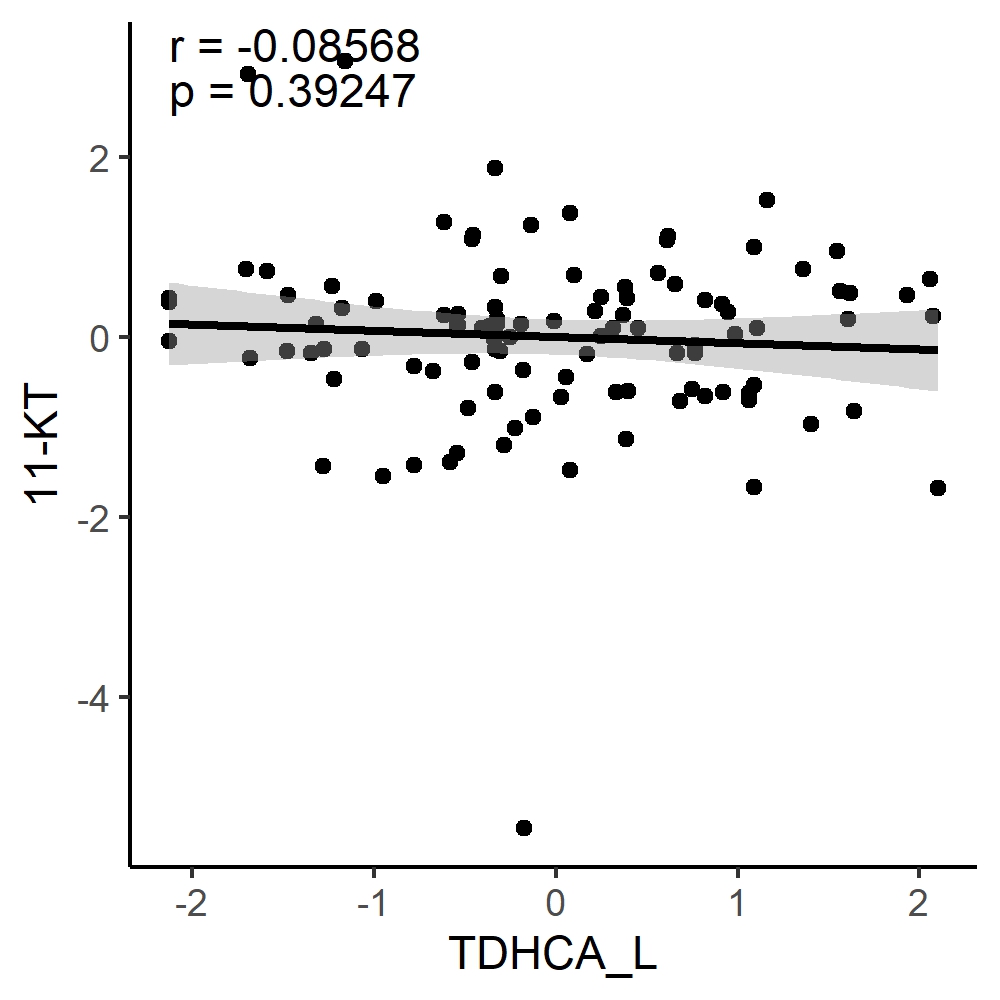 r = -0.08568
p = 0.39247
2
0
-2
-4
11-KT
-2 -1 0 1 2
TDHCA_L